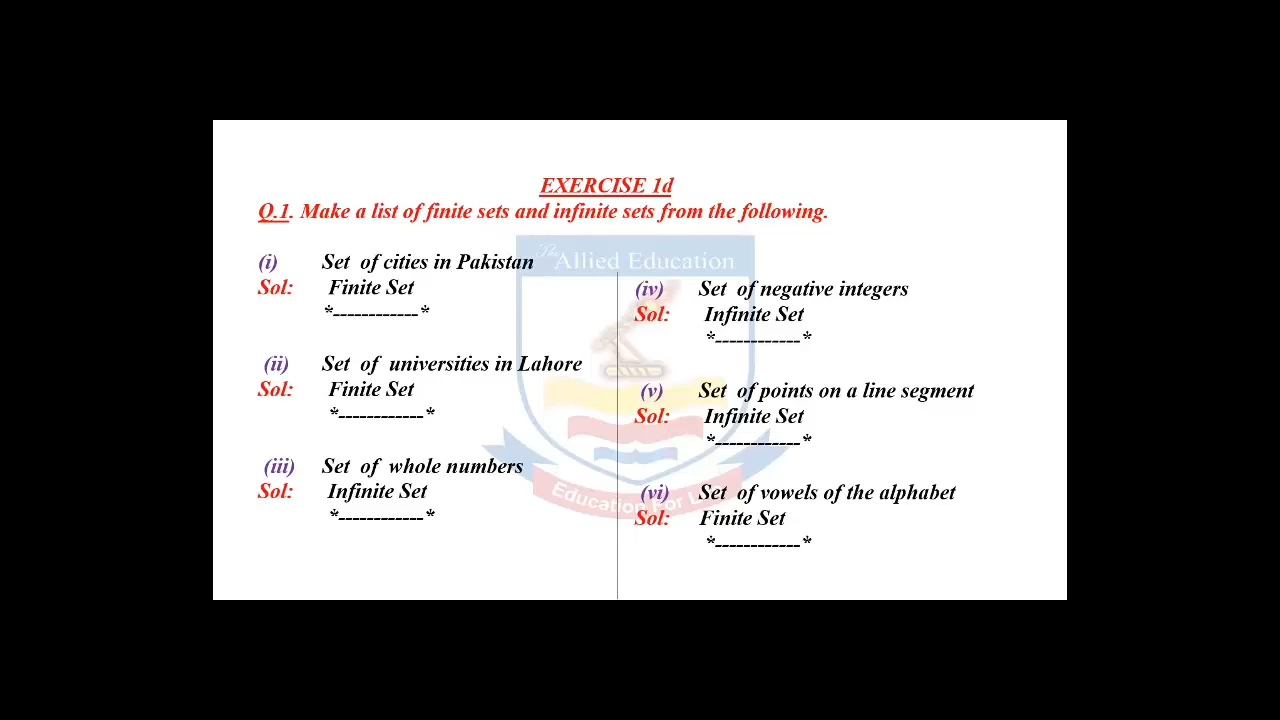 EXERCISE 1d
Q.1. Make a list of finite sets and infinite sets from the following.
The Allied Education
(i) Set of cities in Pakistan
Sol: Finite Set
*------------*
(ii) Set of universities in Lahore
Sol: Finite Set
*------------*
(iii) Set of whole numbers
Sol: Infinite Set
*------------*
(iv) Set of negative integers
Sol: Infinite Set
*------------*
(v) Set of points on a line segment
Sol: Infinite Set
*------------*
(vi) Set of vowels of the alphabet
Sol: Finite Set
*------------*
Education For